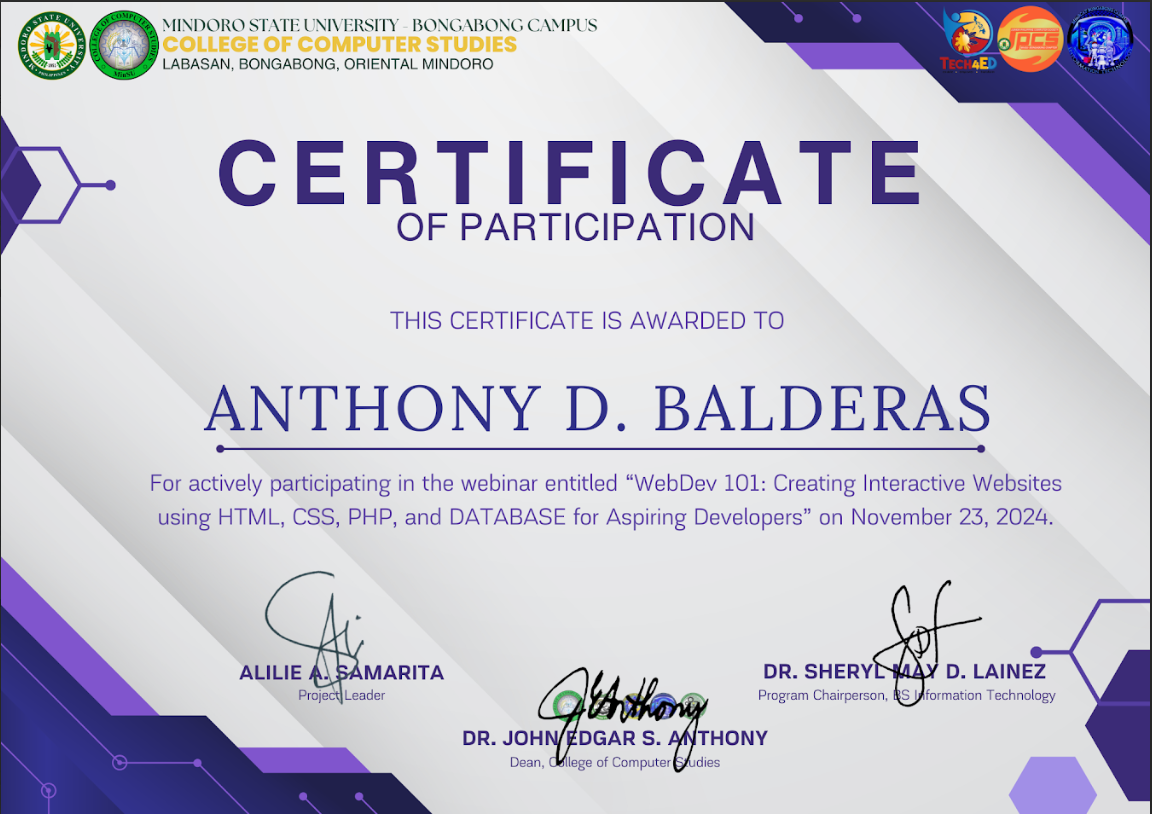 MINDORO STATE UNIVERSITY - BONGABONG CAMPUS
COLLEGE OF COMPUTER STUDIES
LABASAN, BONGABONG, ORIENTAL MINDORO
TECH4ED
JPCS
CERTIFICATE
OF PARTICIPATION
THIS CERTIFICATE IS AWARDED TO
ANTHONY D. BALDERAS
For actively participating in the webinar entitled “WebDev 101: Creating Interactive Websites
using HTML, CSS, PHP, and DATABASE for Aspiring Developers” on November 23, 2024.
ALILIE A. SAMARITA
Project Leader
DR. SHERYL MAY D. LAINEZ
Program Chairperson, BS Information Technology
DR. JOHN EDGAR S. ANTHONY
Dean, College of Computer Studies